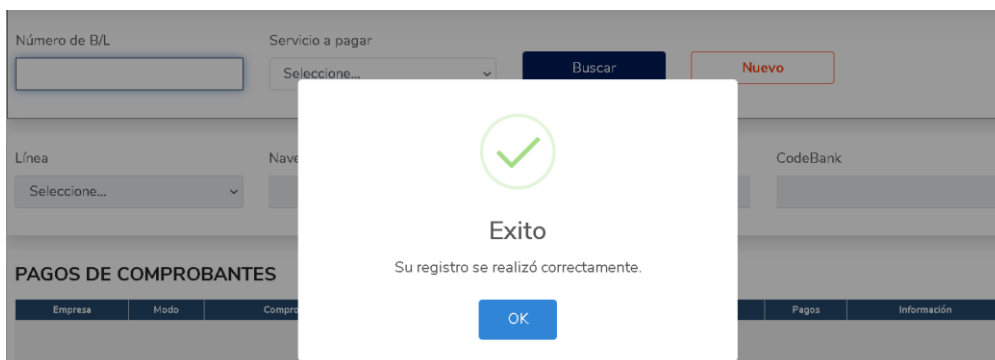 Número de B/L
Servicio a pagar
Seleccione...
Buscar
Nuevo
Línea
CodeBank
Seleccione...
Exito
Su registro se realizó correctamente.
OK
PAGOS DE COMPROBANTES
Empresa
Modo
Pagos
Información